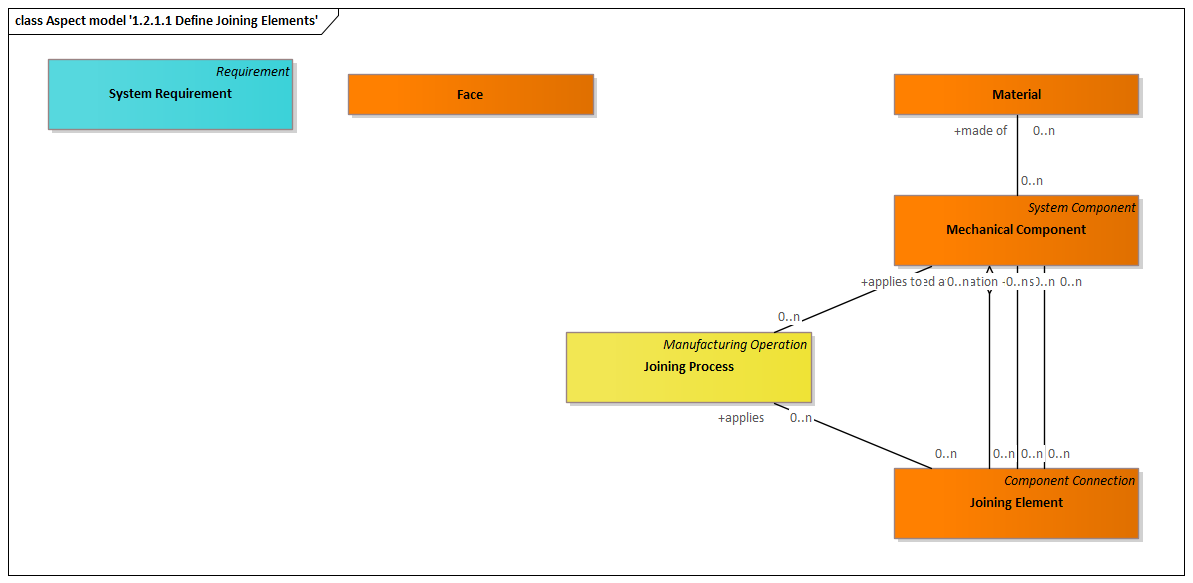 class Aspect model '1.2.1.1 Define Joining Elements'
Requirement
System Requirement
Face
Material
+made of 0..n
0..n
System Component
Mechanical Component
+applies to 0..n 0..n 0..n 0..n
0..n
Manufacturing Operation
Joining Process
+applies 0..n
0..n 0..n 0..n 0..n
Component Connection
Joining Element